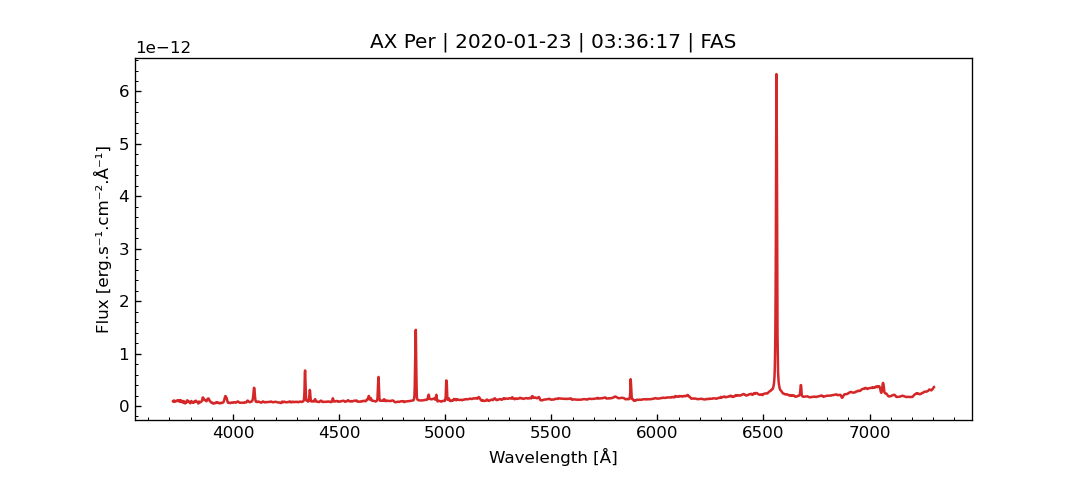 AX Per | 2020-01-23 | 03:36:17 | FAS
1e−12
6
5
4
3
2
1
0
Flux [erg.s⁻¹.cm⁻².Å⁻¹]
4000 4500 5000 5500 6000 6500 7000
Wavelength [Å]